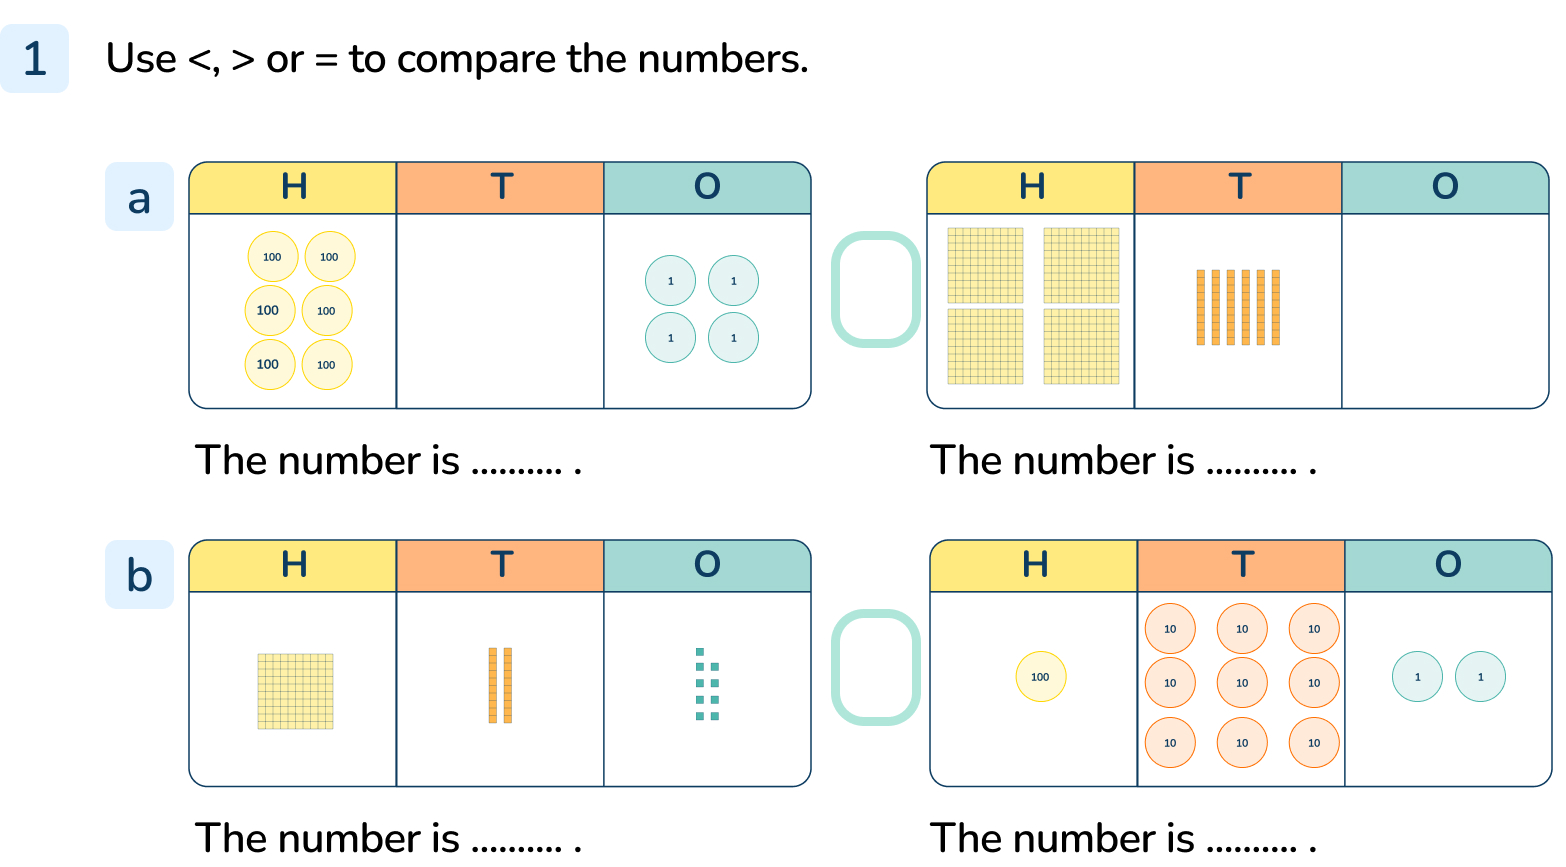 1 Use <, > or = to compare the numbers.
a
H T O H T O
100 100
100 100
100 100
1 1
1 1
The number is .......... . The number is .......... .
b
H T O H T O
100
10 10 10
10 10 10
10 10 10
1 1
The number is .......... . The number is .......... .